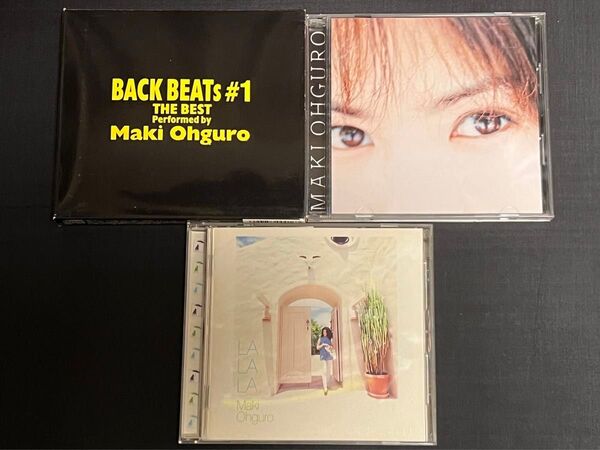 BACK BEATs #1
THE BEST
Performed by
Maki Ohguro
MAKI OHGURO
LA
LA
LA
Maki
Ohguro